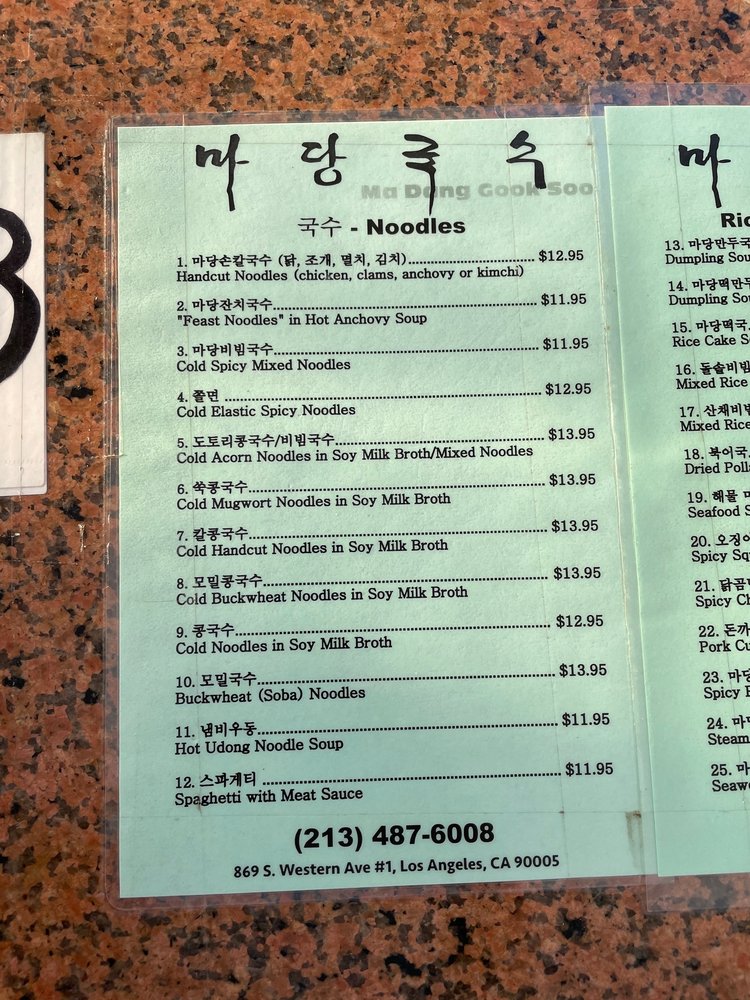 마당국수
Ma Dang Gook Soo
국수 - Noodles
1. 마당손칼국수 (닭, 조개, 멸치, 김치)........................ $12.95
Handcut Noodles (chicken, clams, anchovy or kimchi)
2. 마당잔치국수........................ $11.95
"Feast Noodles" in Hot Anchovy Soup
3. 마당비빔국수........................ $11.95
Cold Spicy Mixed Noodles
4. 쫄면 ........................ $12.95
Cold Elastic Spicy Noodles
5. 도토리콩국수/비빔국수........................ $13.95
Cold Acorn Noodles in Soy Milk Broth/Mixed Noodles
6. 쑥콩국수........................ $13.95
Cold Mugwort Noodles in Soy Milk Broth
7. 칼콩국수........................ $13.95
Cold Handcut Noodles in Soy Milk Broth
8. 모밀콩국수........................ $13.95
Cold Buckwheat Noodles in Soy Milk Broth
9. 콩국수........................ $12.95
Cold Noodles in Soy Milk Broth
10. 모밀국수........................ $13.95
Buckwheat (Soba) Noodles
11. 냄비우동........................ $11.95
Hot Udong Noodle Soup
12. 스파게티 ........................ $11.95
Spaghetti with Meat Sauce
(213) 487-6008
869 S. Western Ave #1, Los Angeles, CA 90005
마
13. 마당만두국
Dumpling
14. 마당떡만두
Dumpling
15. 마당떡국
Rice Cake
16. 돌솥비빔
Mixed Rice
17. 산채비빔
Mixed Rice
18. 북어국
Dried
19. 해물
Seafood
20. 오징어
Spicy
21. 닭곰
Spicy
22. 돈까
Pork
23. 마당
Spicy
24. 마
Steam
25. 마